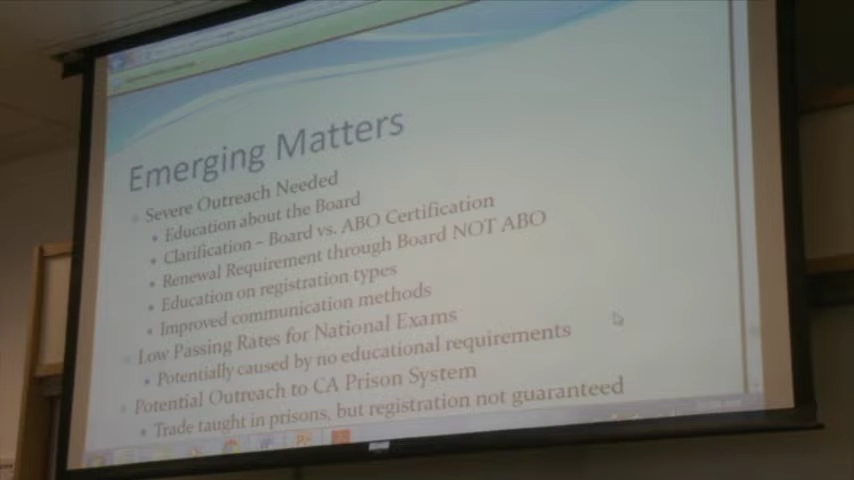 Emerging Matters
Severe Outreach Needed
Education about the Board
Clarification – Board vs. ABO Certification
Renewal Requirement through Board NOT ABO
Education on registration types
Improved communication methods
Low Passing Rates for National Exams
Potentially caused by no educational requirements
Potential Outreach to CA Prison System
Trade taught in prisons, but registration not guaranteed